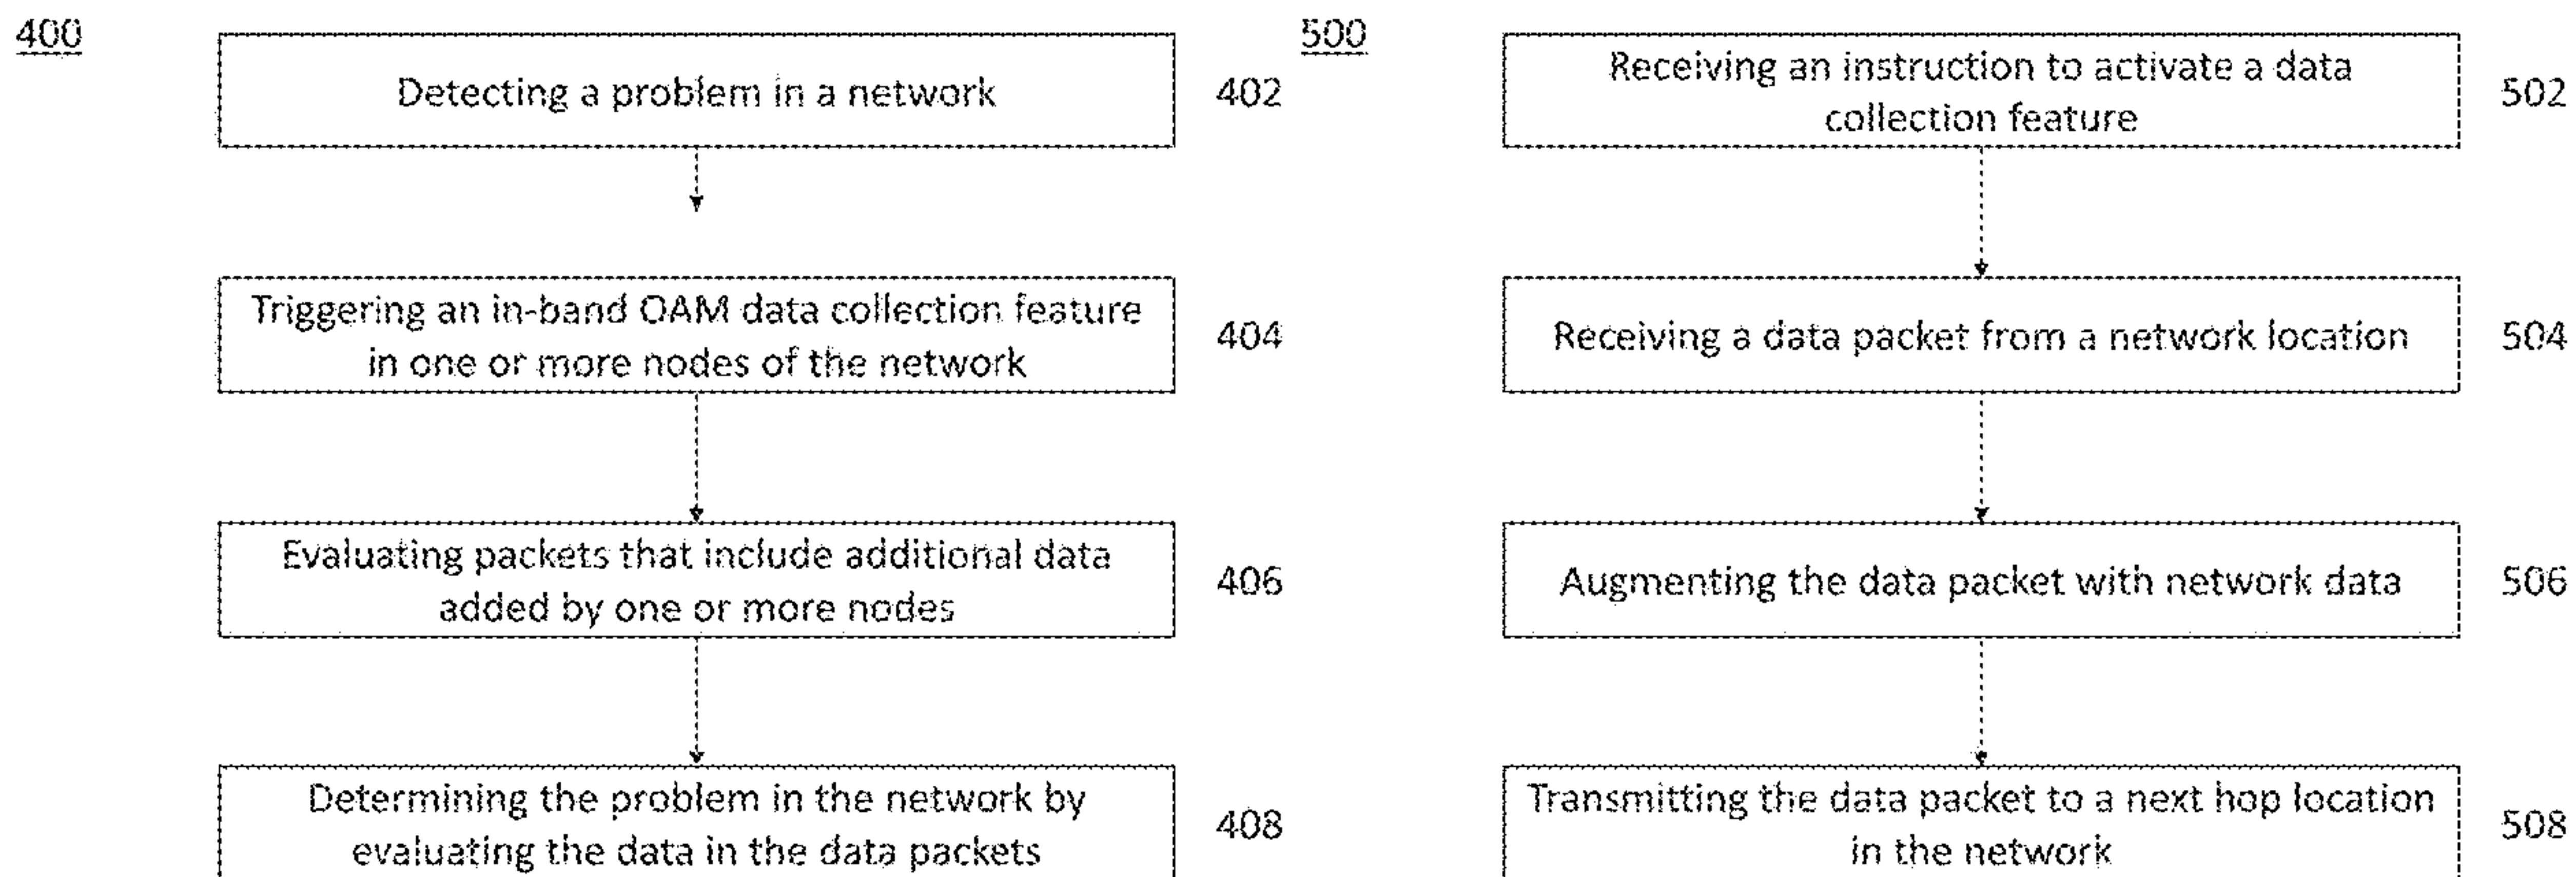 400
Detecting a problem in a network
402
Triggering an in-band OAM data collection feature
in one or more nodes of the network
404
Evaluating packets that include additional data
added by one or more nodes
406
Determining the problem in the network by
evaluating the data in the data packets
408
500
Receiving an instruction to activate a data
collection feature
502
Receiving a data packet from a network location
504
Augmenting the data packet with network data
506
Transmitting the data packet to a next hop location
in the network
508